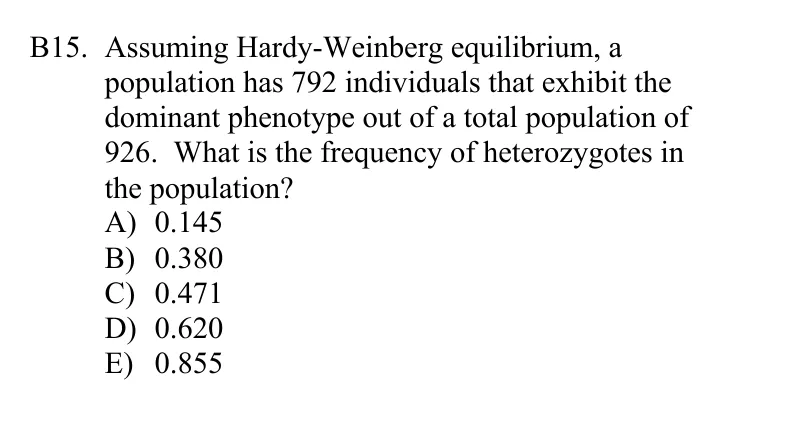 B15. Assuming Hardy-Weinberg equilibrium, a
population has 792 individuals that exhibit the
dominant phenotype out of a total population of
926. What is the frequency of heterozygotes in
the population?
A) 0.145
B) 0.380
C) 0.471
D) 0.620
E) 0.855